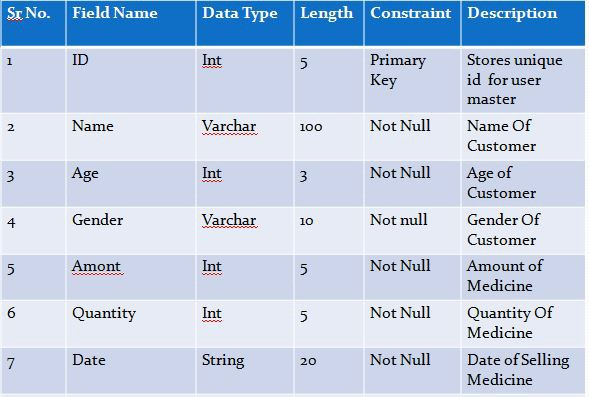 Sr No. Field Name Data Type Length Constraint Description
1 ID Int 5 Primary Stores unique
Key id for user
master
2 Name Varchar 100 Not Null Name Of
Customer
3 Age Int 3 Not Null Age of
Customer
4 Gender Varchar 10 Not null Gender Of
Customer
5 Amont Int 5 Not Null Amount of
Medicine
6 Quantity Int 5 Not Null Quantity Of
Medicine
7 Date String 20 Not Null Date of Selling
Medicine